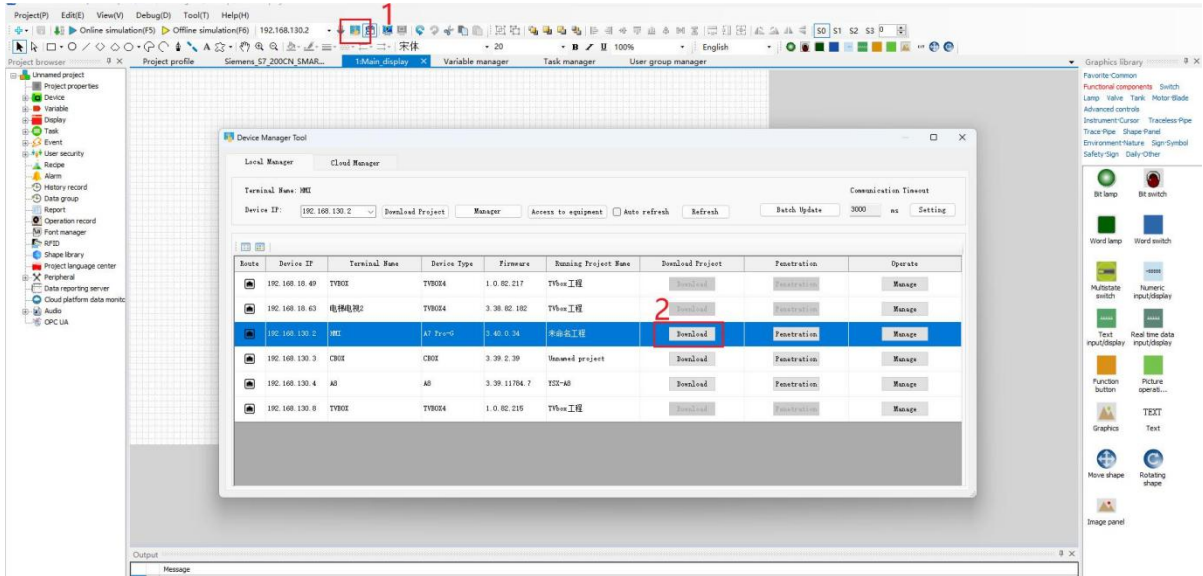 1
Project(P) Edit(E) View(V) Debug(D) Tool(T) Help(H)
Online simulation(F5) Offline simulation(F6) 192.168.130.2 S0 S1 S2 S3 0
宋体 20 B I U 100% English
Project browser
Project profile Siemens_S7_200CN_SMAR... 1:Main_display × Variable manager Task manager User group manager
Unnamed project
Project properties
Device
Variable
Display
Task
Event
User security
Recipe
Alarm
History record
Data group
Report
Operation record
Font manager
RFID
Shape library
Project language center
Peripheral
Data reporting server
Cloud platform data monitc
Audio
OPC UA
Device Manager Tool
Local Manager Cloud Manager
Terminal Name: HMI Communication Timeout
Device IP: 192.168.130.2 Download Project Manager Access to equipment Auto refresh Refresh Batch Update 3000 ms Setting
Route Device IP Terminal Name Device Type Firmware Running Project Name Download Project Penetration Operate
192.168.18.49 TVBOX TVBOX4 1.0.82.217 TVbox工程 Download Penetration Manage
192.168.18.63 电梯电视2 TVBOX4 3.38.82.182 TVbox工程 Download Penetration Manage
2
192.168.130.2 HMI A7 Pro-G 3.40.0.34 未命名工程 Download Penetration Manage
192.168.130.3 CBOX CBOX 3.39.2.39 Unnamed project Download Penetration Manage
192.168.130.4 A8 A8 3.39.11784.7 YSX-A8 Download Penetration Manage
192.168.130.8 TVBOX TVBOX4 1.0.82.215 TVbox工程 Download Penetration Manage
Graphics library
Favorite·Common
Functional components Switch
Lamp Valve Tank Motor·Blade
Advanced controls
Instrument·Cursor Traceless·Pipe
Trace·Pipe Shape·Panel
Environment·Nature Sign·Symbol
Safety·Sign Daily·Other
Bit lamp Bit switch
Word lamp Word switch
Multistate switch Numeric input/display
Text input/display Real time data input/display
Function button Picture operati...
TEXT
Graphics Text
Move shape Rotating shape
Image panel
Output
Message